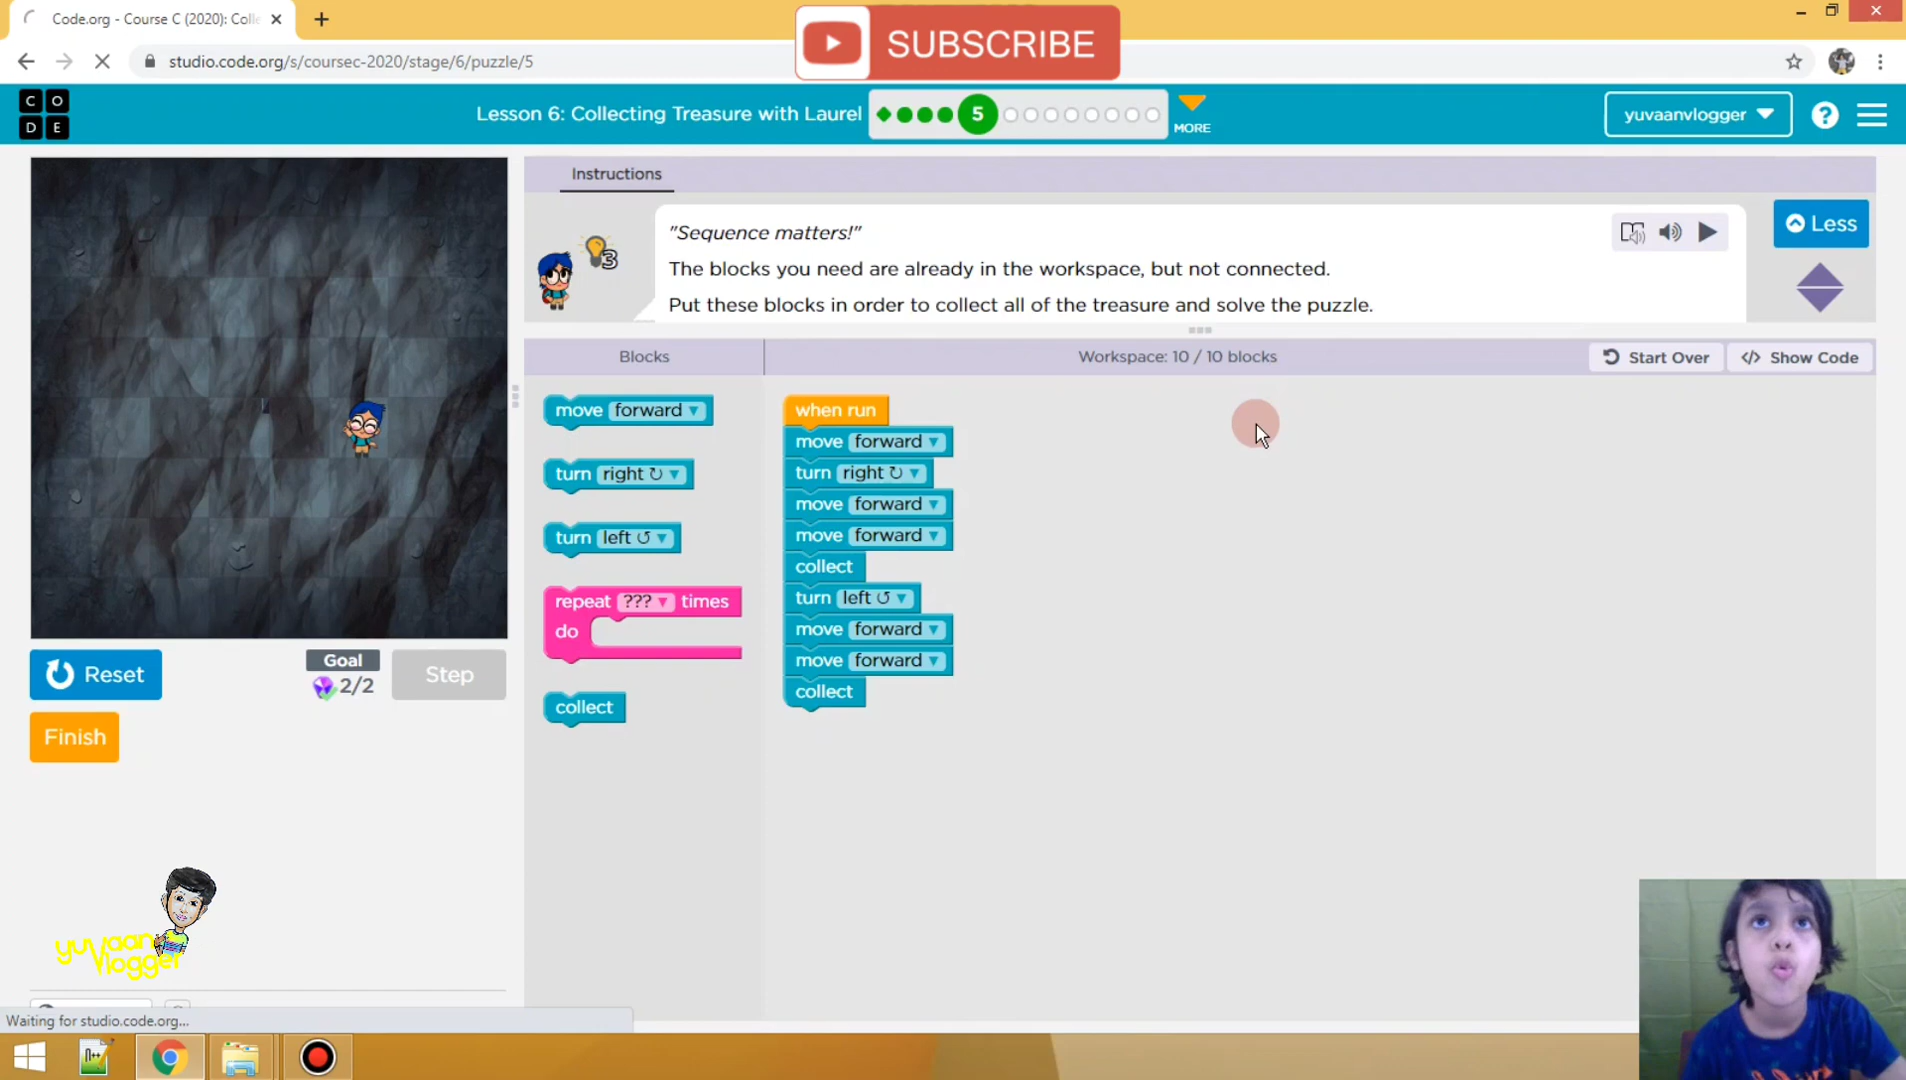 Code.org - Course C (2020): Colle
SUBSCRIBE
studio.code.org/s/coursec-2020/stage/6/puzzle/5
C O
D E
Lesson 6: Collecting Treasure with Laurel
5
MORE
yuvaanvlogger
?
Instructions
3
"Sequence matters!"
The blocks you need are already in the workspace, but not connected.
Put these blocks in order to collect all of the treasure and solve the puzzle.
Less
Blocks
Workspace: 10 / 10 blocks
Start Over
</> Show Code
move forward
turn right
turn left
repeat ??? times
do
collect
when run
move forward
turn right
move forward
move forward
collect
turn left
move forward
move forward
collect
Reset
Goal
2/2
Step
Finish
yuvaan
vlogger
Waiting for studio.code.org...